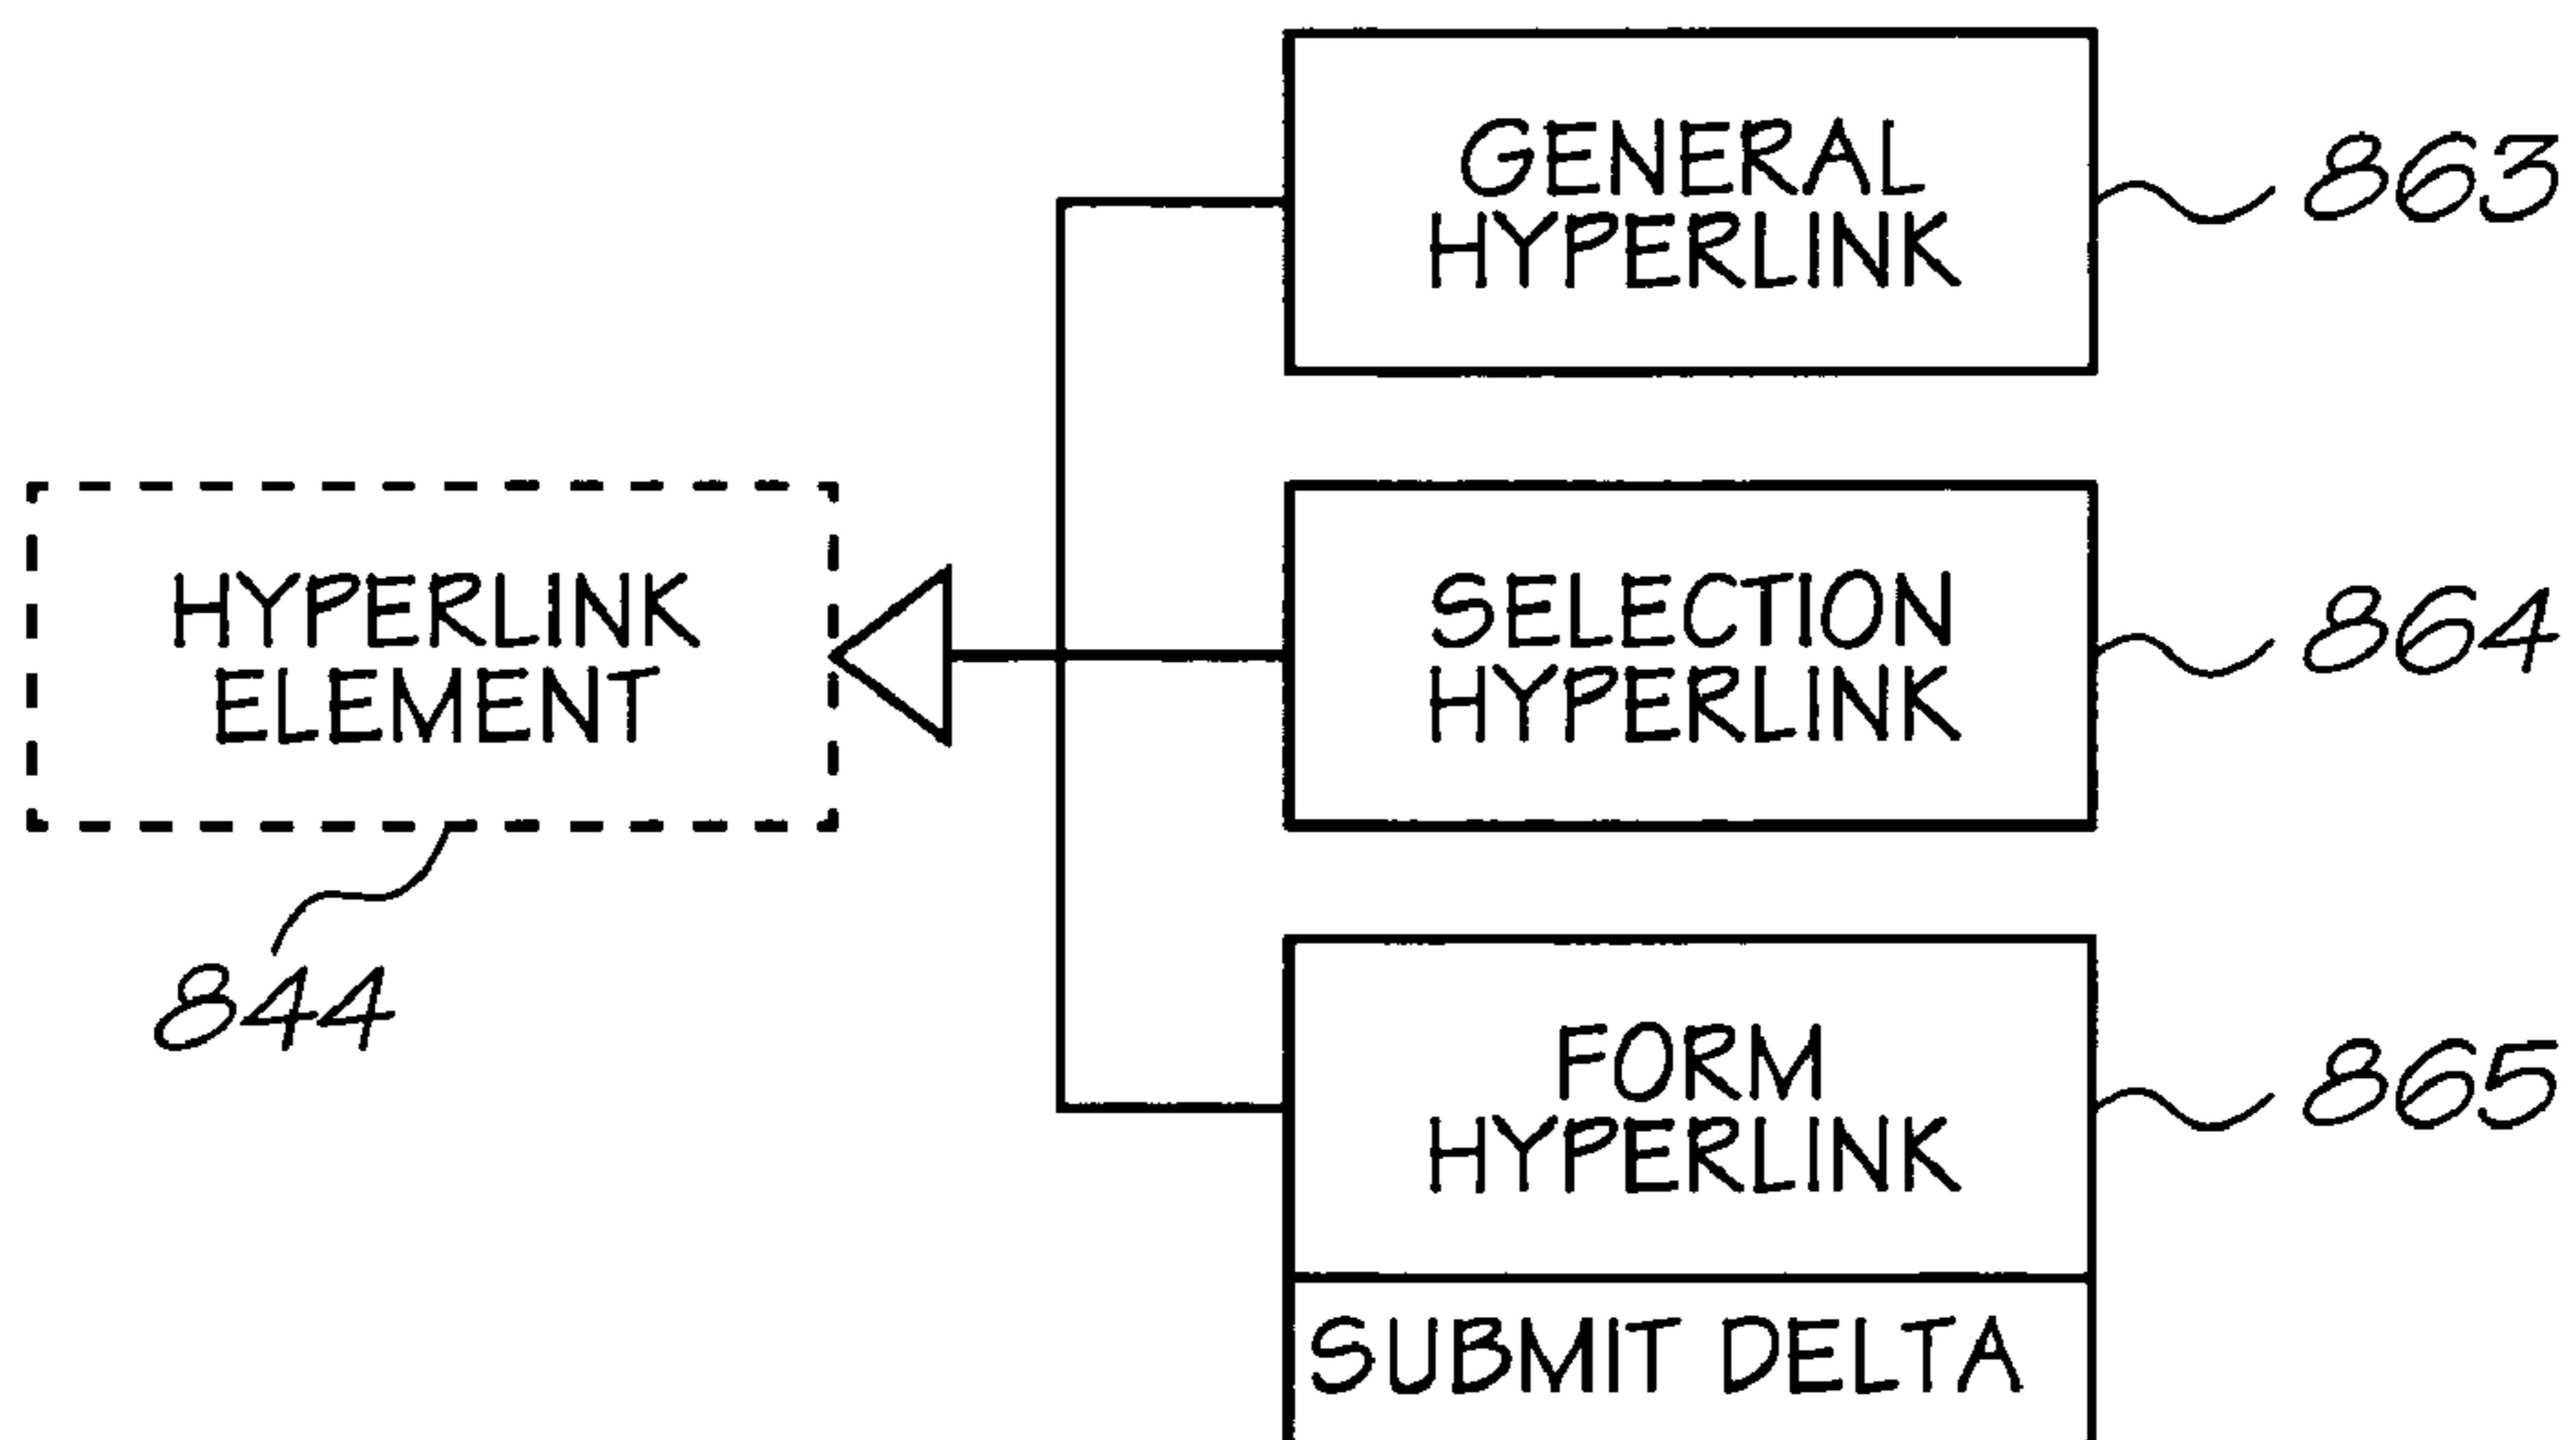 GENERAL
HYPERLINK
863
HYPERLINK
ELEMENT
844
SELECTION
HYPERLINK
864
FORM
HYPERLINK
865
SUBMIT DELTA